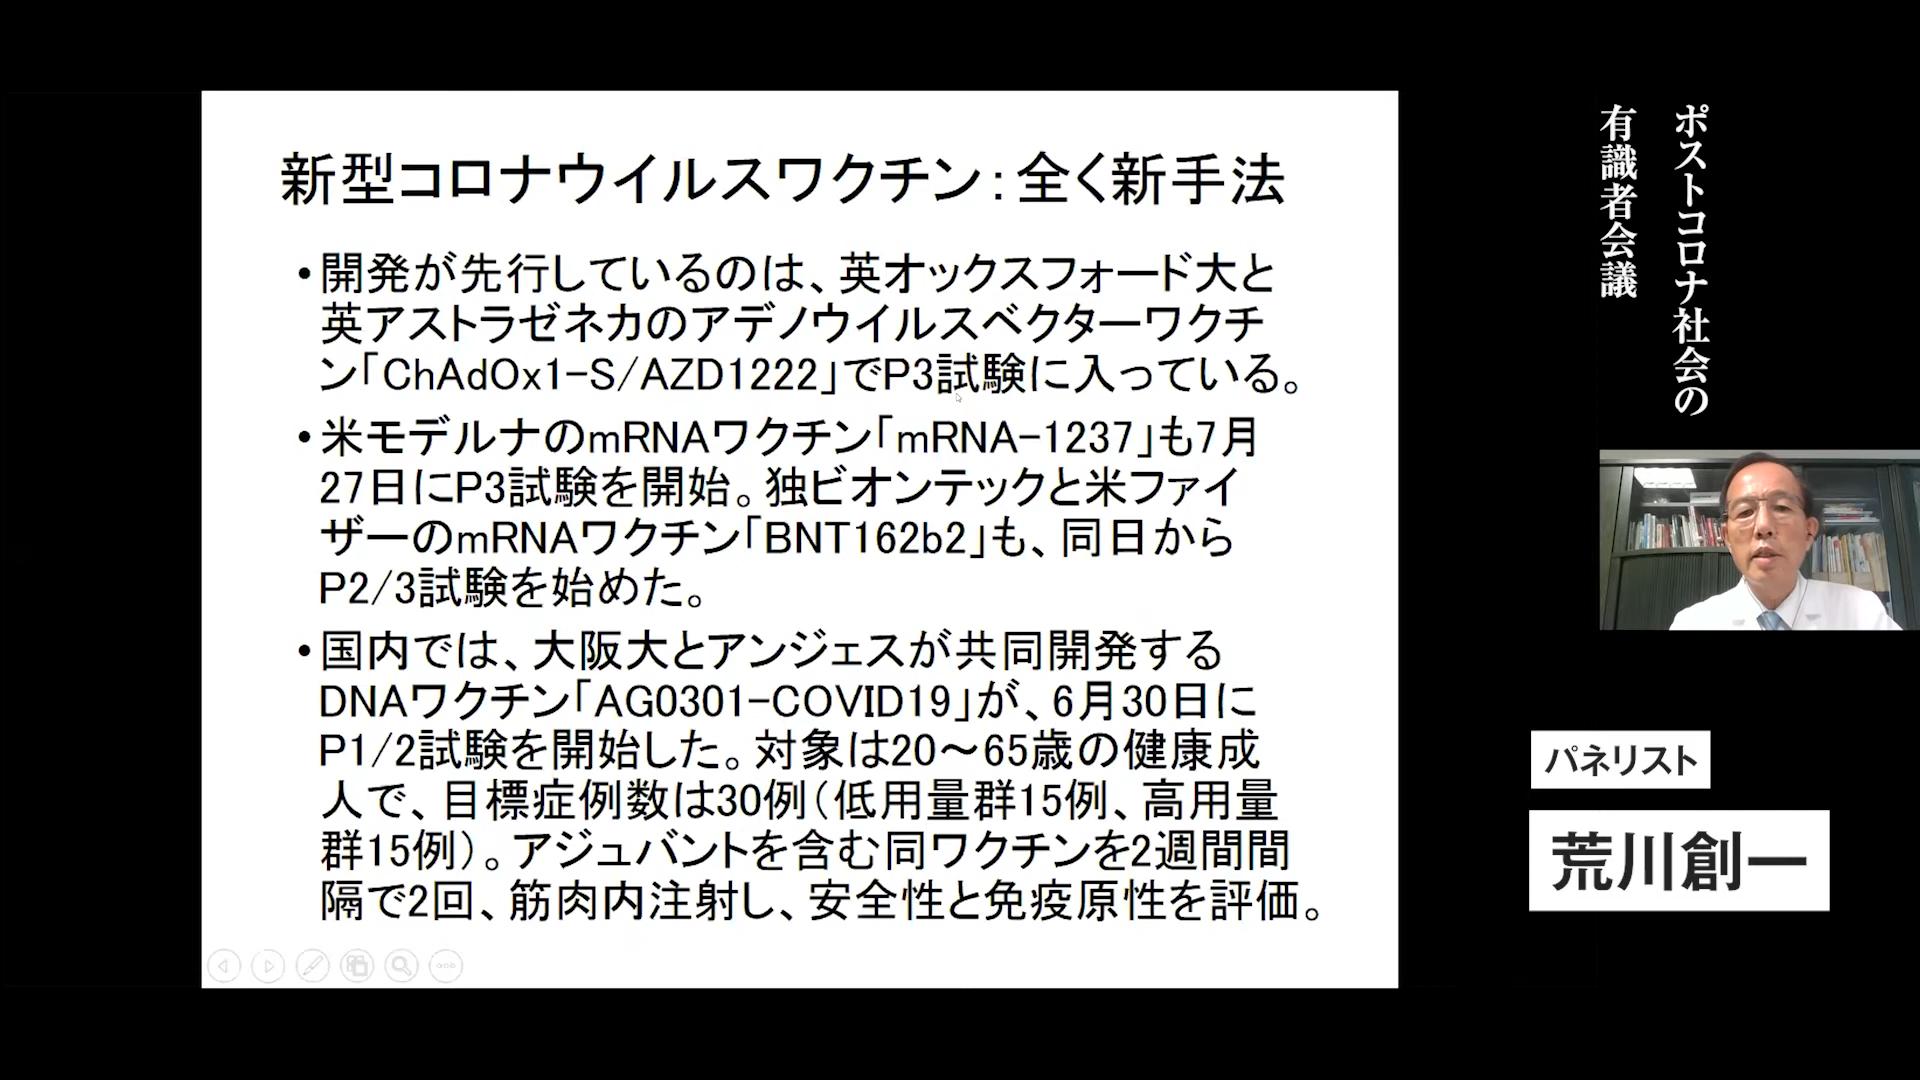 新型コロナウイルスワクチン：全く新手法
•開発が先行しているのは、英オックスフォード大と
英アストラゼネカのアデノウイルスベクターワクチ
ン「ChAdOx1-S/AZD1222」でP3試験に入っている。
•米モデルナのmRNAワクチン「mRNA-1237」も7月
27日にP3試験を開始。独ビオンテックと米ファイ
ザーのmRNAワクチン「BNT162b2」も、同日から
P2/3試験を始めた。
•国内では、大阪大とアンジェスが共同開発する
DNAワクチン「AG0301-COVID19」が、6月30日に
P1/2試験を開始した。対象は20～65歳の健康成
人で、目標症例数は30例（低用量群15例、高用量
群15例）。アジュバントを含む同ワクチンを2週間間
隔で2回、筋肉内注射し、安全性と免疫原性を評価。
ポストコロナ社会の
有識者会議
パネリスト
荒川創一